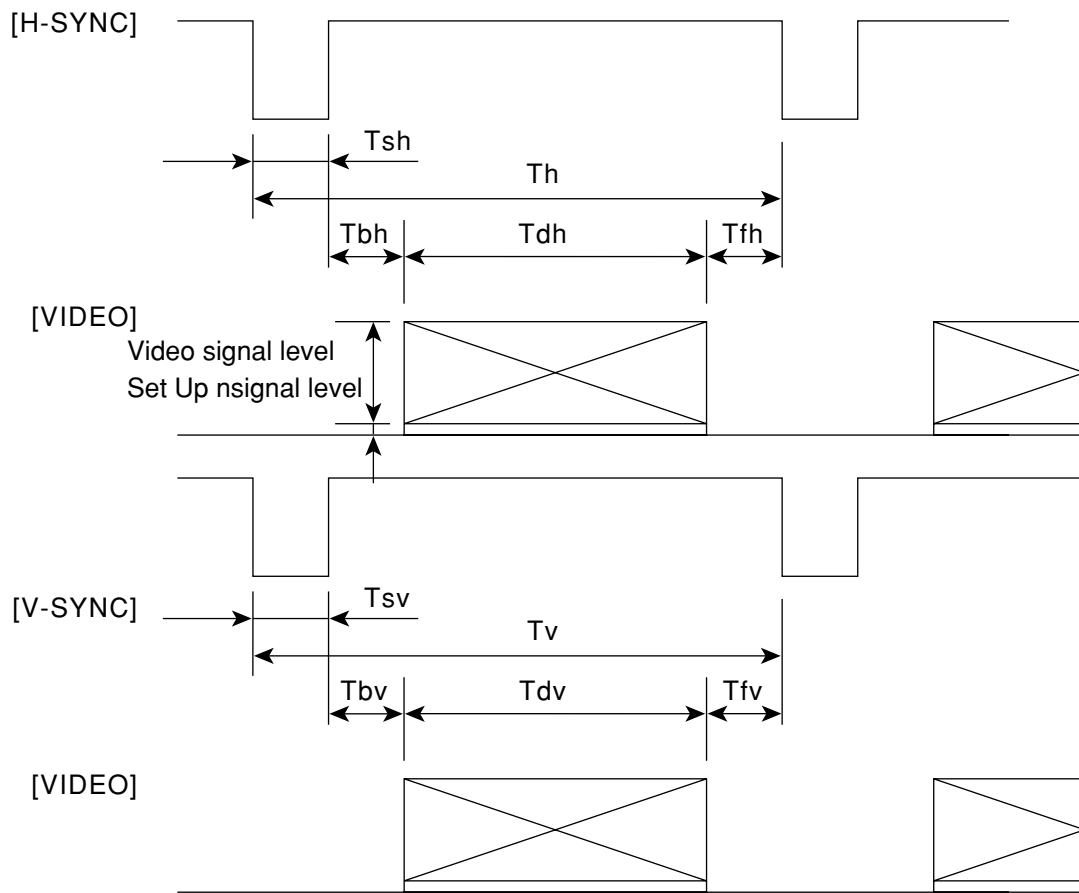 [H-SYNC]
Tsh
Th
Tbh
Tdh
Tfh
[VIDEO]
Video signal level
Set Up nsignal level
[V-SYNC]
Tsv
Tv
Tbv
Tdv
Tfv
[VIDEO]